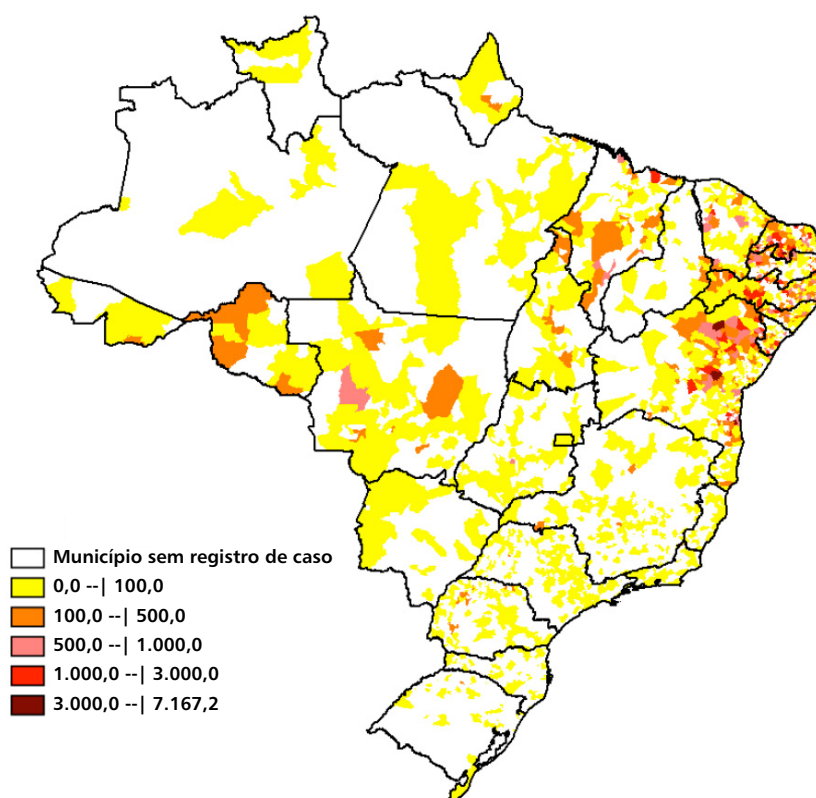 Município sem registro de caso
0,0 --| 100,0
100,0 --| 500,0
500,0 --| 1.000,0
1.000,0 --| 3.000,0
3.000,0 --| 7.167,2